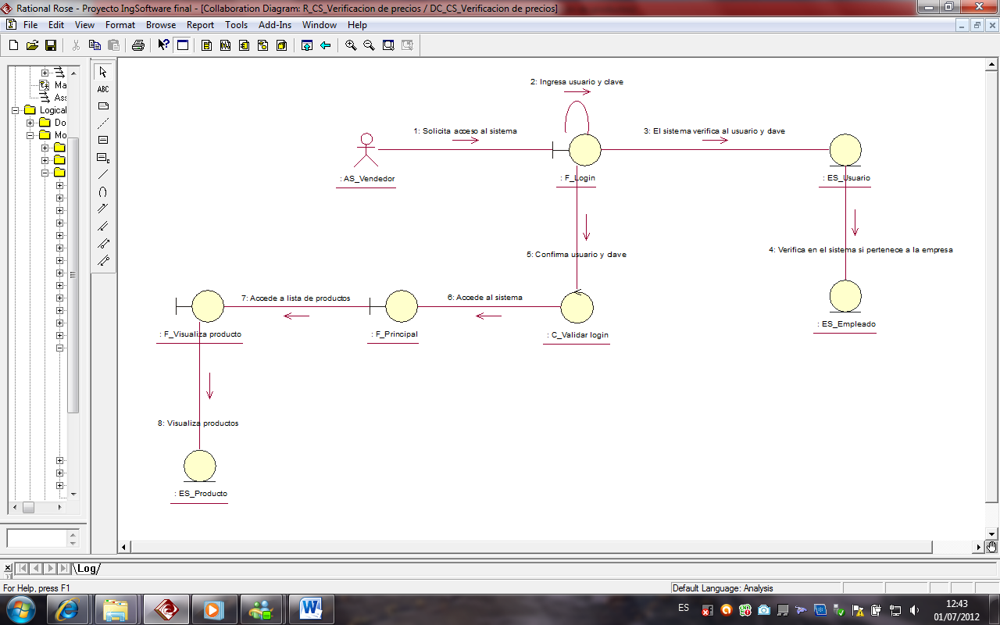 Rational Rose - Proyecto IngSoftware final - [Collaboration Diagram: R_CS_Verificacion de precios / DC_CS_Verificacion de precios]
File Edit View Format Browse Report Tools Add-Ins Window Help
Ma
Ass
Logical
Do
Mo
ABC
2: Ingresa usuario y clave
1: Solicita acceso al sistema
3: El sistema verifica al usuario y clave
: AS_Vendedor
: F_Login
: ES_Usuario
4: Verifica en el sistema si pertenece a la empresa
5: Confirma usuario y clave
7: Accede a lista de productos
6: Accede al sistema
: ES_Empleado
: F_Visualiza producto
: F_Principal
: C_Validar login
8: Visualiza productos
: ES_Producto
Log
For Help, press F1
Default Language: Analysis
ES
12:43
01/07/2012